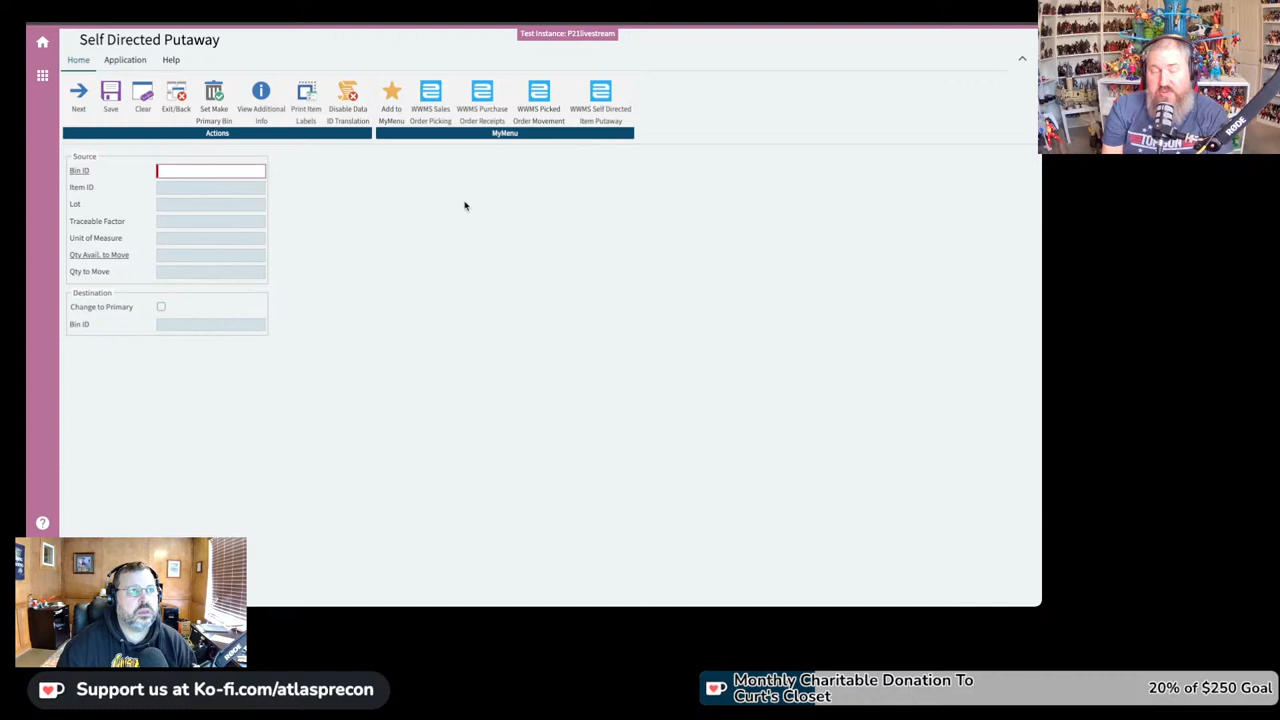 Self Directed Putaway
Test Instance: P21livestream
Home Application Help
Next
Save
Clear
Exit/Back
Set Make
Primary Bin
View Additional
Info
Print Item
Labels
Disable Data
ID Translation
Add to
MyMenu
WWMS Sales
Order Picking
WWMS Purchase
Order Receipts
WWMS Picked
Order Movement
WWMS Self Directed
Item Putaway
Actions
MyMenu
Source
Bin ID
Item ID
Lot
Traceable Factor
Unit of Measure
Qty Avail. to Move
Qty to Move
Destination
Change to Primary
Bin ID
RØDE
Support us at Ko-fi.com/atlasprecon
Monthly Charitable Donation To
Curt's Closet
20% of $250 Goal